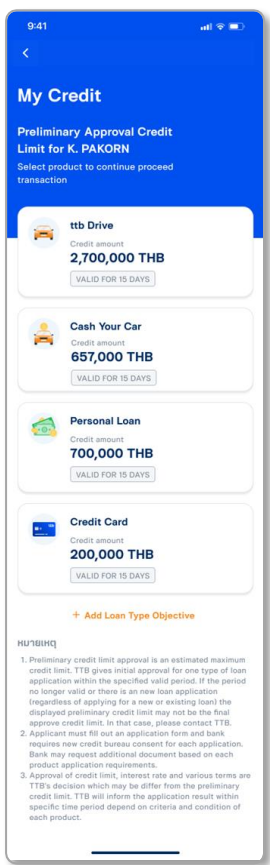 9:41
My Credit
Preliminary Approval Credit
Limit for K. PAKORN
Select product to continue proceed
transaction
ttb Drive
Credit amount
2,700,000 THB
VALID FOR 15 DAYS
Cash Your Car
Credit amount
657,000 THB
VALID FOR 15 DAYS
Personal Loan
Credit amount
700,000 THB
VALID FOR 15 DAYS
Credit Card
Credit amount
200,000 THB
VALID FOR 15 DAYS
+ Add Loan Type Objective
หมายเหตุ
1. Preliminary credit limit approval is an estimated maximum
credit limit. TTB gives initial approval for one type of loan
application within the specified valid period. If the period
no longer valid or there is an new loan application
(regardless of applying for a new or existing loan) the
displayed preliminary credit limit may not be the final
approve credit limit. In that case, please contact TTB.
2. Applicant must fill out an application form and bank
requires new credit bureau consent for each application.
Bank may request additional document based on each
product application requirements.
3. Approval of credit limit, interest rate and various terms are
TTB's decision which may be differ from the preliminary
credit limit. TTB will inform the application result within
specific time period depend on criteria and condition of
each product.